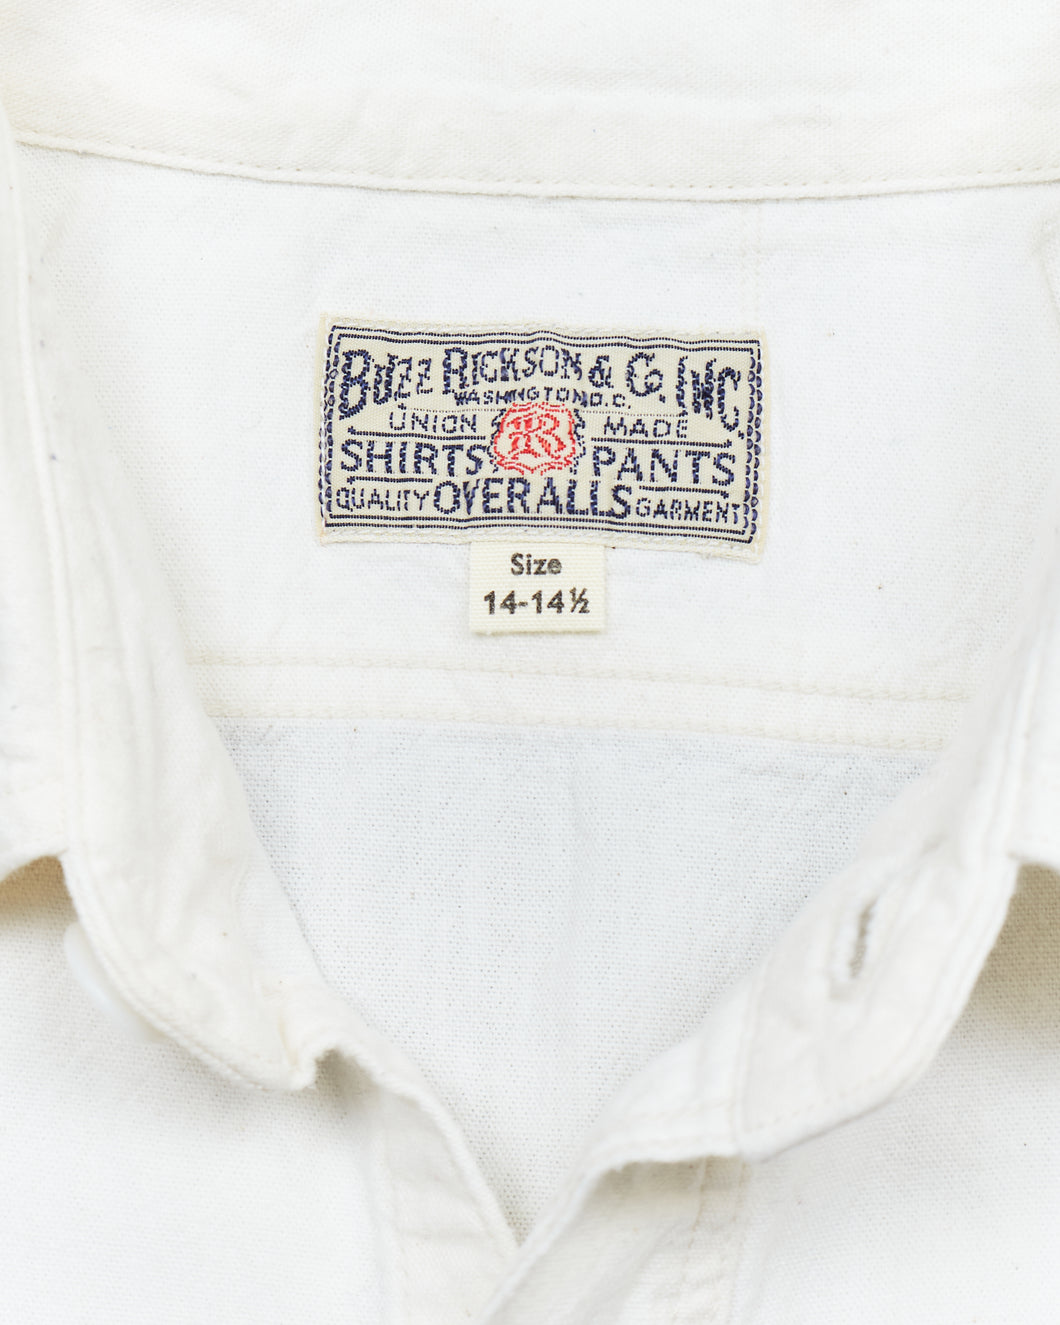 BUZZ RICKSON & CO. INC.
WASHINGTON D.C.
UNION R MADE
SHIRTS PANTS
QUALITY OVERALLS GARMENT
Size
14-14½